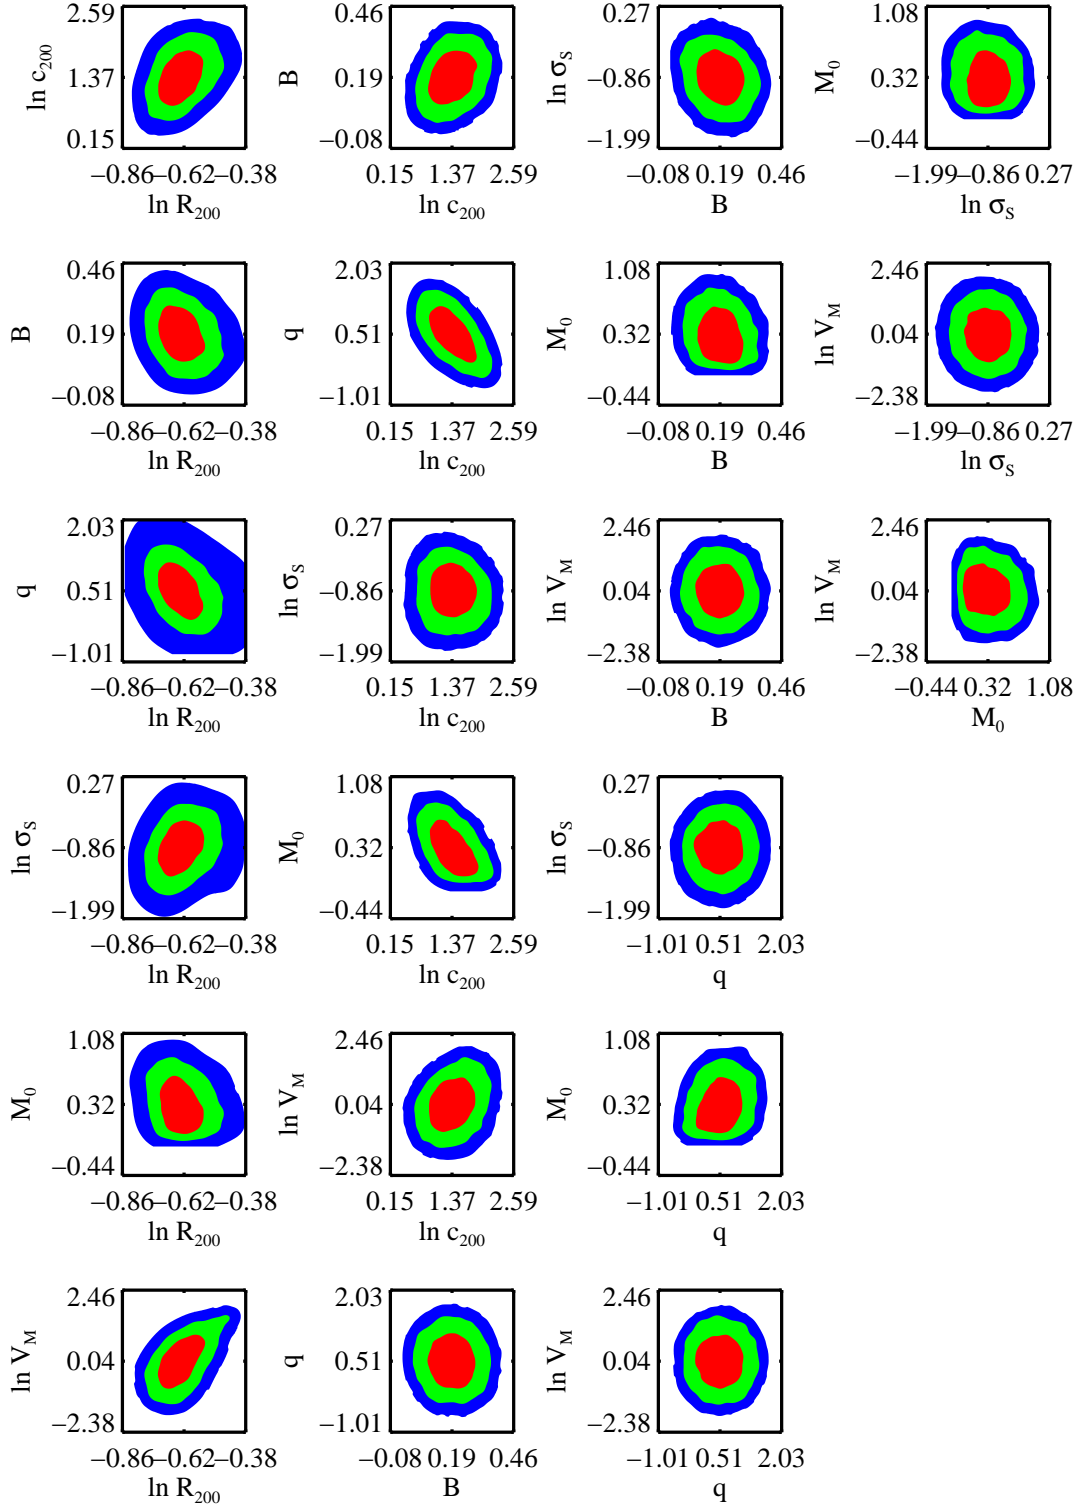 2.59 0.46 0.27 1.08
ln c200 B ln σS M0
1.37 0.19 −0.86 0.32
0.15 −0.08 −1.99 −0.44
−0.86−0.62−0.38 0.15 1.37 2.59 −0.08 0.19 0.46 −1.99−0.86 0.27
ln R200 ln c200 B ln σS
0.46 2.03 1.08 2.46
B q M0 ln VM
0.19 0.51 0.32 0.04
−0.08 −1.01 −0.44 −2.38
−0.86−0.62−0.38 0.15 1.37 2.59 −0.08 0.19 0.46 −1.99−0.86 0.27
ln R200 ln c200 B ln σS
2.03 0.27 2.46 2.46
q ln σS ln VM ln VM
0.51 −0.86 0.04 0.04
−1.01 −1.99 −2.38 −2.38
−0.86−0.62−0.38 0.15 1.37 2.59 −0.08 0.19 0.46 −0.44 0.32 1.08
ln R200 ln c200 B M0
0.27 1.08 0.27
ln σS M0 ln σS
−0.86 0.32 −0.86
−1.99 −0.44 −1.99
−0.86−0.62−0.38 0.15 1.37 2.59 −1.01 0.51 2.03
ln R200 ln c200 q
1.08 2.46 1.08
M0 ln VM M0
0.32 0.04 0.32
−0.44 −2.38 −0.44
−0.86−0.62−0.38 0.15 1.37 2.59 −1.01 0.51 2.03
ln R200 ln c200 q
2.46 2.03 2.46
ln VM q ln VM
0.04 0.51 0.04
−2.38 −1.01 −2.38
−0.86−0.62−0.38 −0.08 0.19 0.46 −1.01 0.51 2.03
ln R200 B q